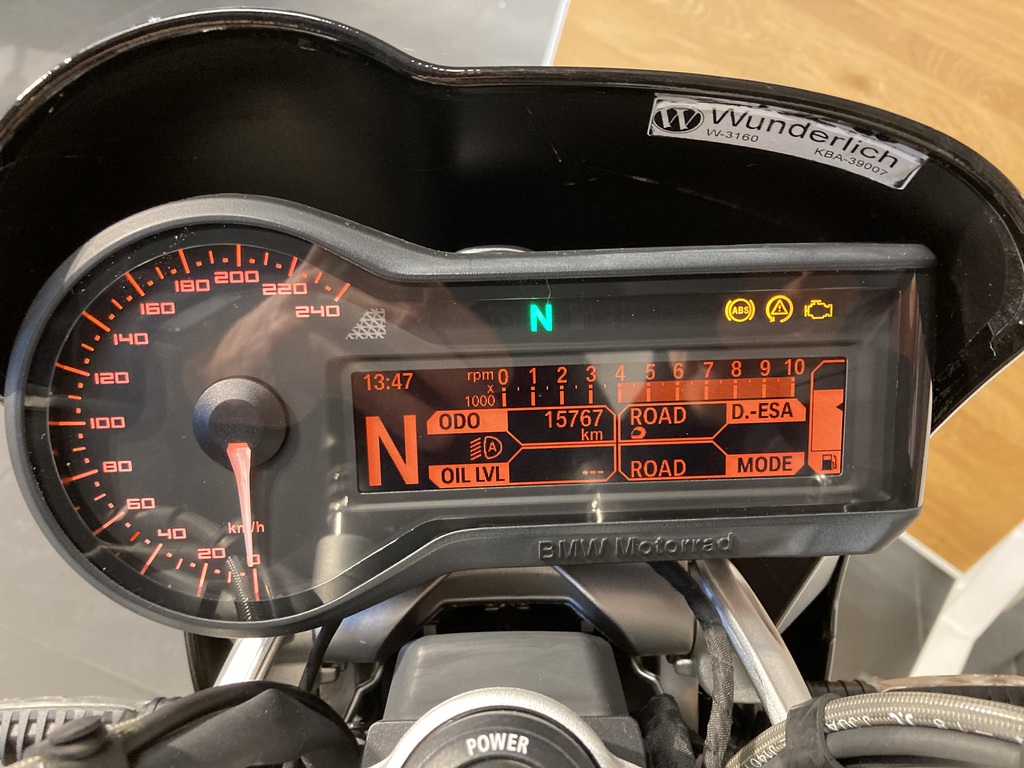 Wunderlich
W-3160 KBA-39007
0 20 40 60 80 100 120 140 160 180 200 220 240
km/h
N
ABS
13:47
rpm 0 1 2 3 4 5 6 7 8 9 10
x
1000
N
ODO 15767
km
ROAD D.-ESA
A
OIL LVL ---
ROAD MODE
BMW Motorrad
POWER